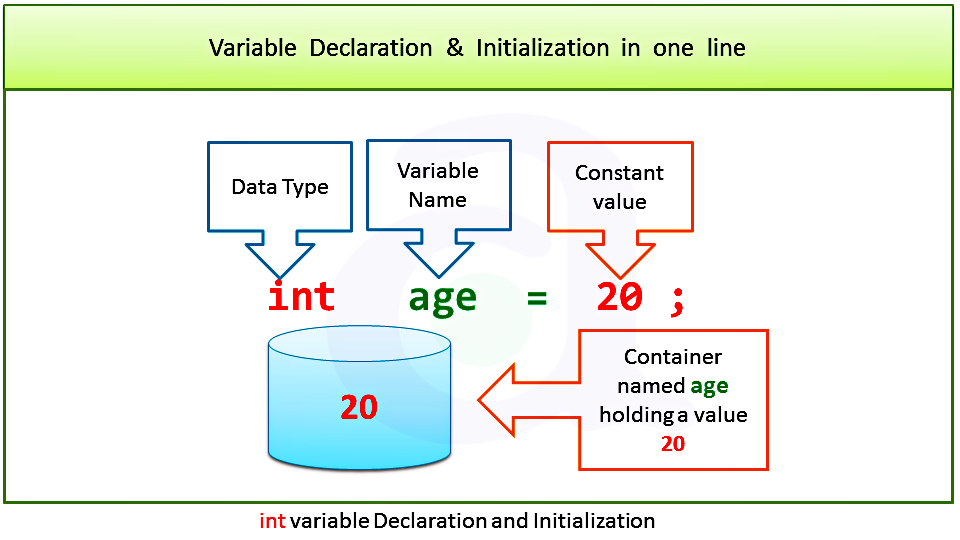 Variable Declaration & Initialization in one line
Data Type
Variable
Name
Constant
value
int age = 20 ;
20
Container
named age
holding a value
20
int variable Declaration and Initialization